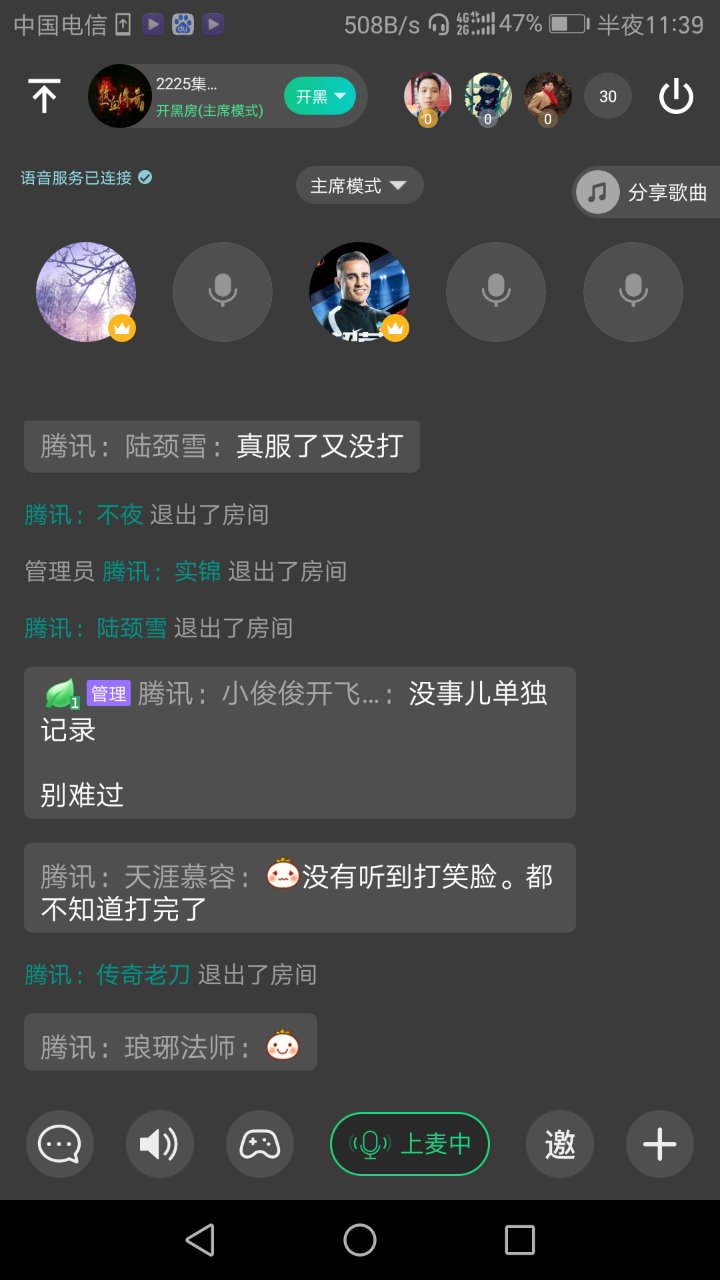 中国电信 508B/s 4G 2G 47% 半夜11:39
2225集...
开黑房(主席模式)
开黑
0 0 0 30
语音服务已连接
主席模式
分享歌曲
腾讯：陆颈雪：真服了又没打
腾讯：不夜 退出了房间
管理员 腾讯：实锦 退出了房间
腾讯：陆颈雪 退出了房间
1 管理 腾讯：小俊俊开飞...：没事儿单独
记录
别难过
腾讯：天涯慕容：没有听到打笑脸。都
不知道打完了
腾讯：传奇老刀 退出了房间
腾讯：琅琊法师：
上麦中
邀